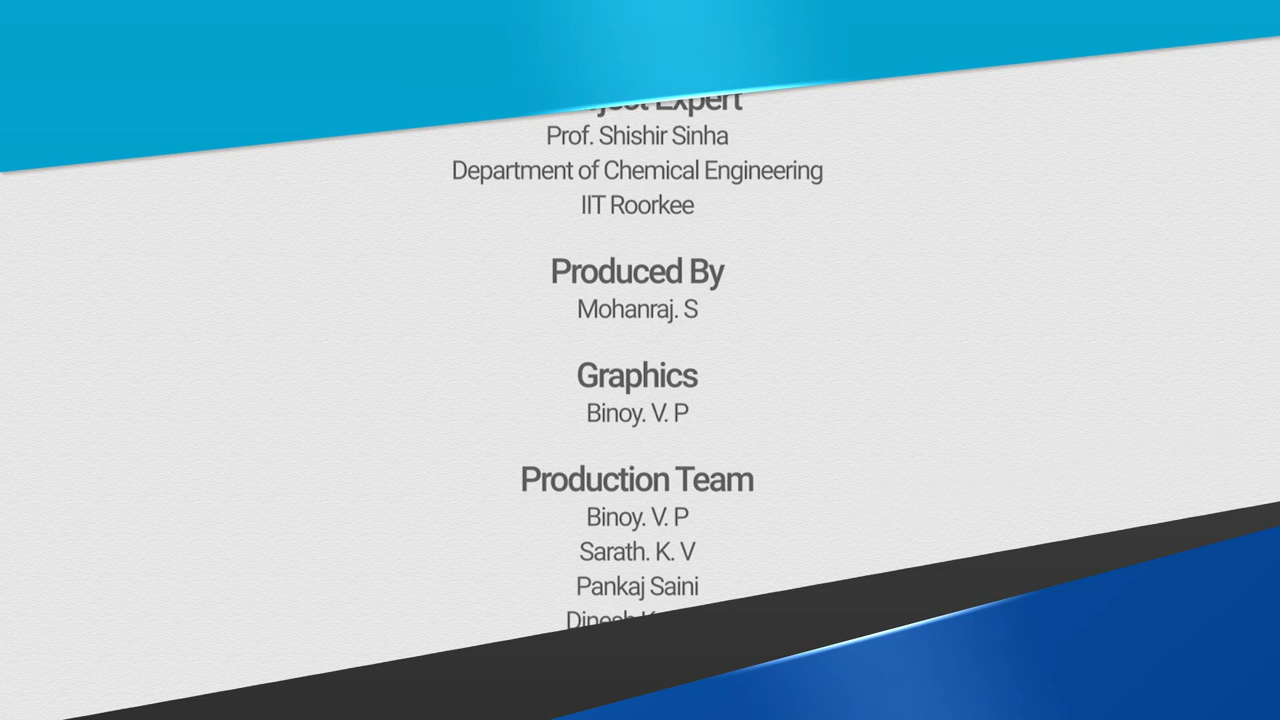 Expert
Prof. Shishir Sinha
Department of Chemical Engineering
IIT Roorkee
Produced By
Mohanraj. S
Graphics
Binoy. V. P
Production Team
Binoy. V. P
Sarath. K. V
Pankaj Saini